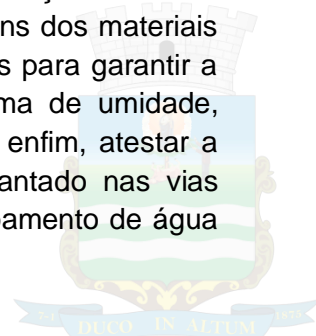 ns dos materiais
s para garantir a
ma de umidade,
enfim, atestar a
antado nas vias
pamento de água
DUCO IN ALTUM
1878